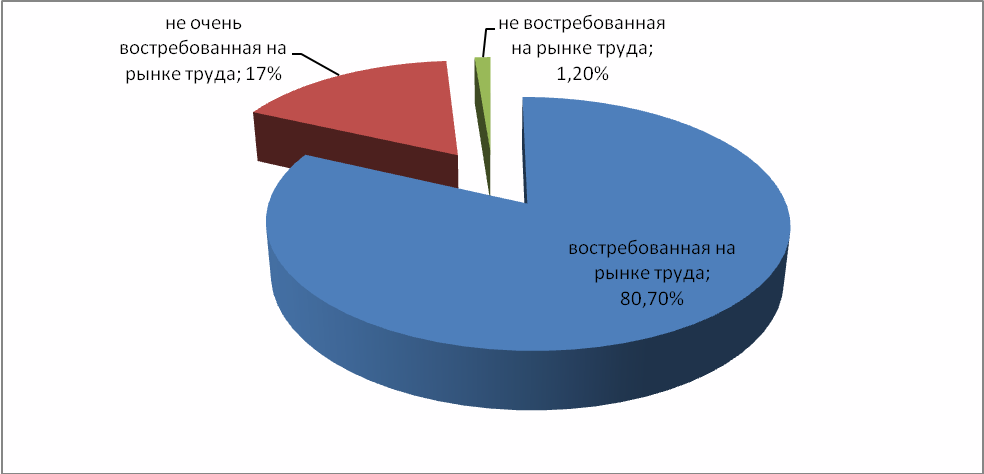 не очень
востребованная на
рынке труда; 17%
не востребованная
на рынке труда;
1,20%
востребованная на
рынке труда;
80,70%